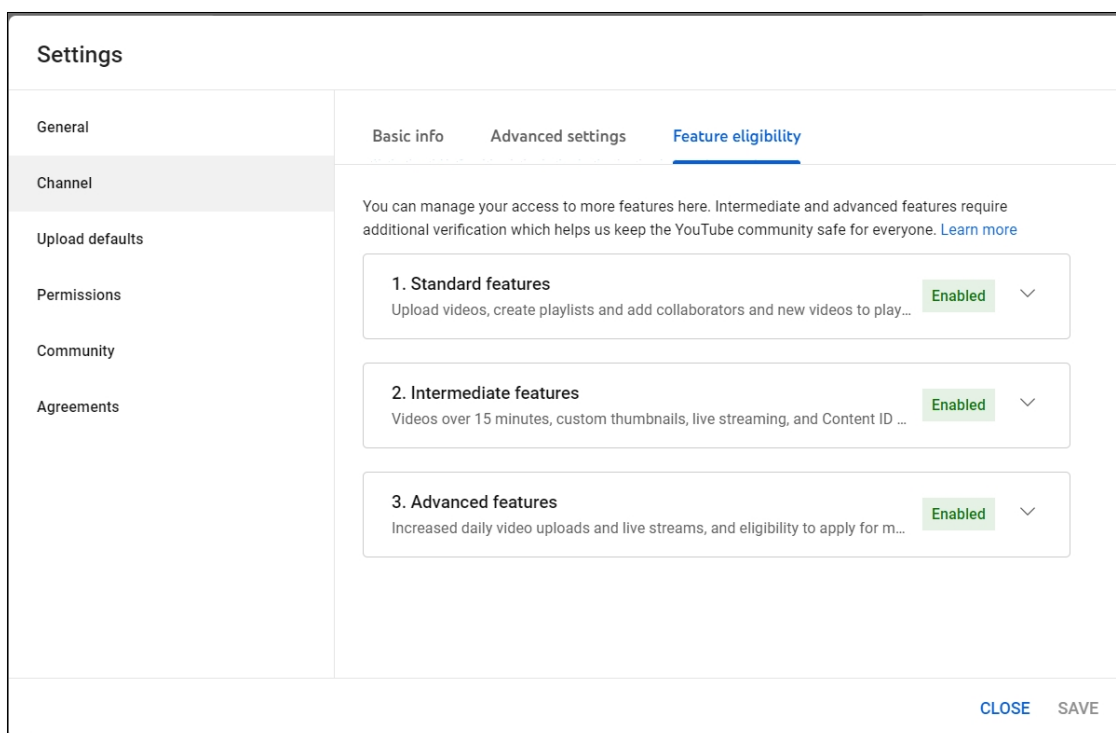 Settings
General
Channel
Upload defaults
Permissions
Community
Agreements
Basic info
Advanced settings
Feature eligibility
You can manage your access to more features here. Intermediate and advanced features require
additional verification which helps us keep the YouTube community safe for everyone. Learn more
1. Standard features
Upload videos, create playlists and add collaborators and new videos to play...
Enabled
2. Intermediate features
Videos over 15 minutes, custom thumbnails, live streaming, and Content ID ...
Enabled
3. Advanced features
Increased daily video uploads and live streams, and eligibility to apply for m...
Enabled
CLOSE
SAVE